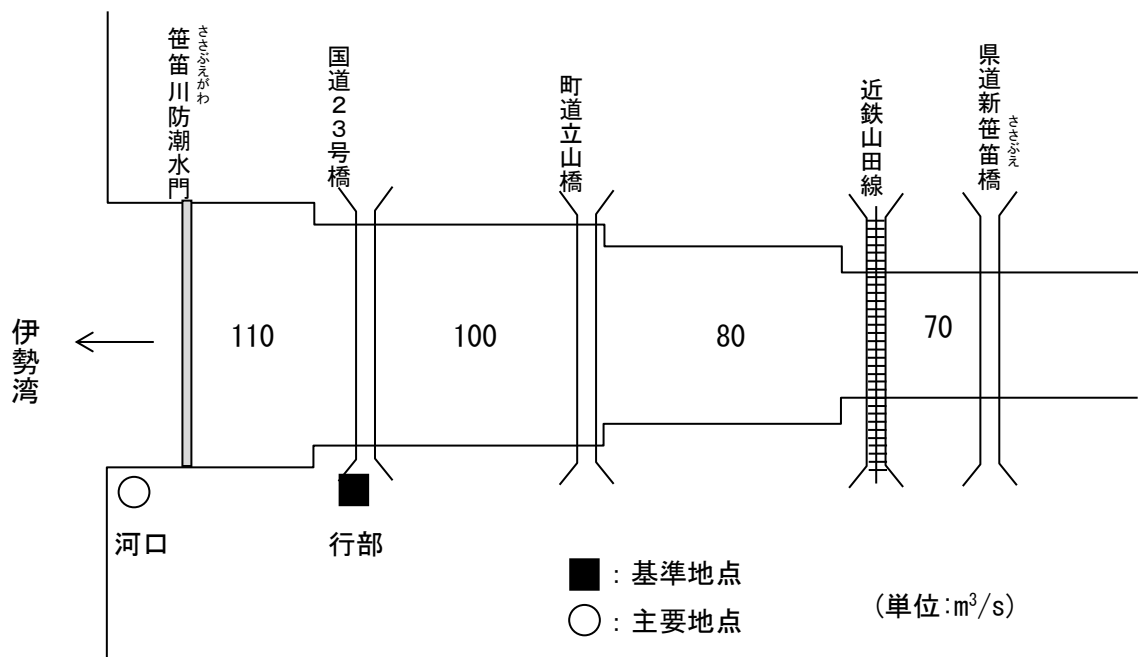 笹笛川防潮水門
ささぶえがわ
国道２３号橋
町道立山橋
近鉄山田線
県道新笹笛橋
ささぶえ
伊勢湾
110
100
80
70
河口
行部
■：基準地点
○：主要地点
(単位:m³/s)